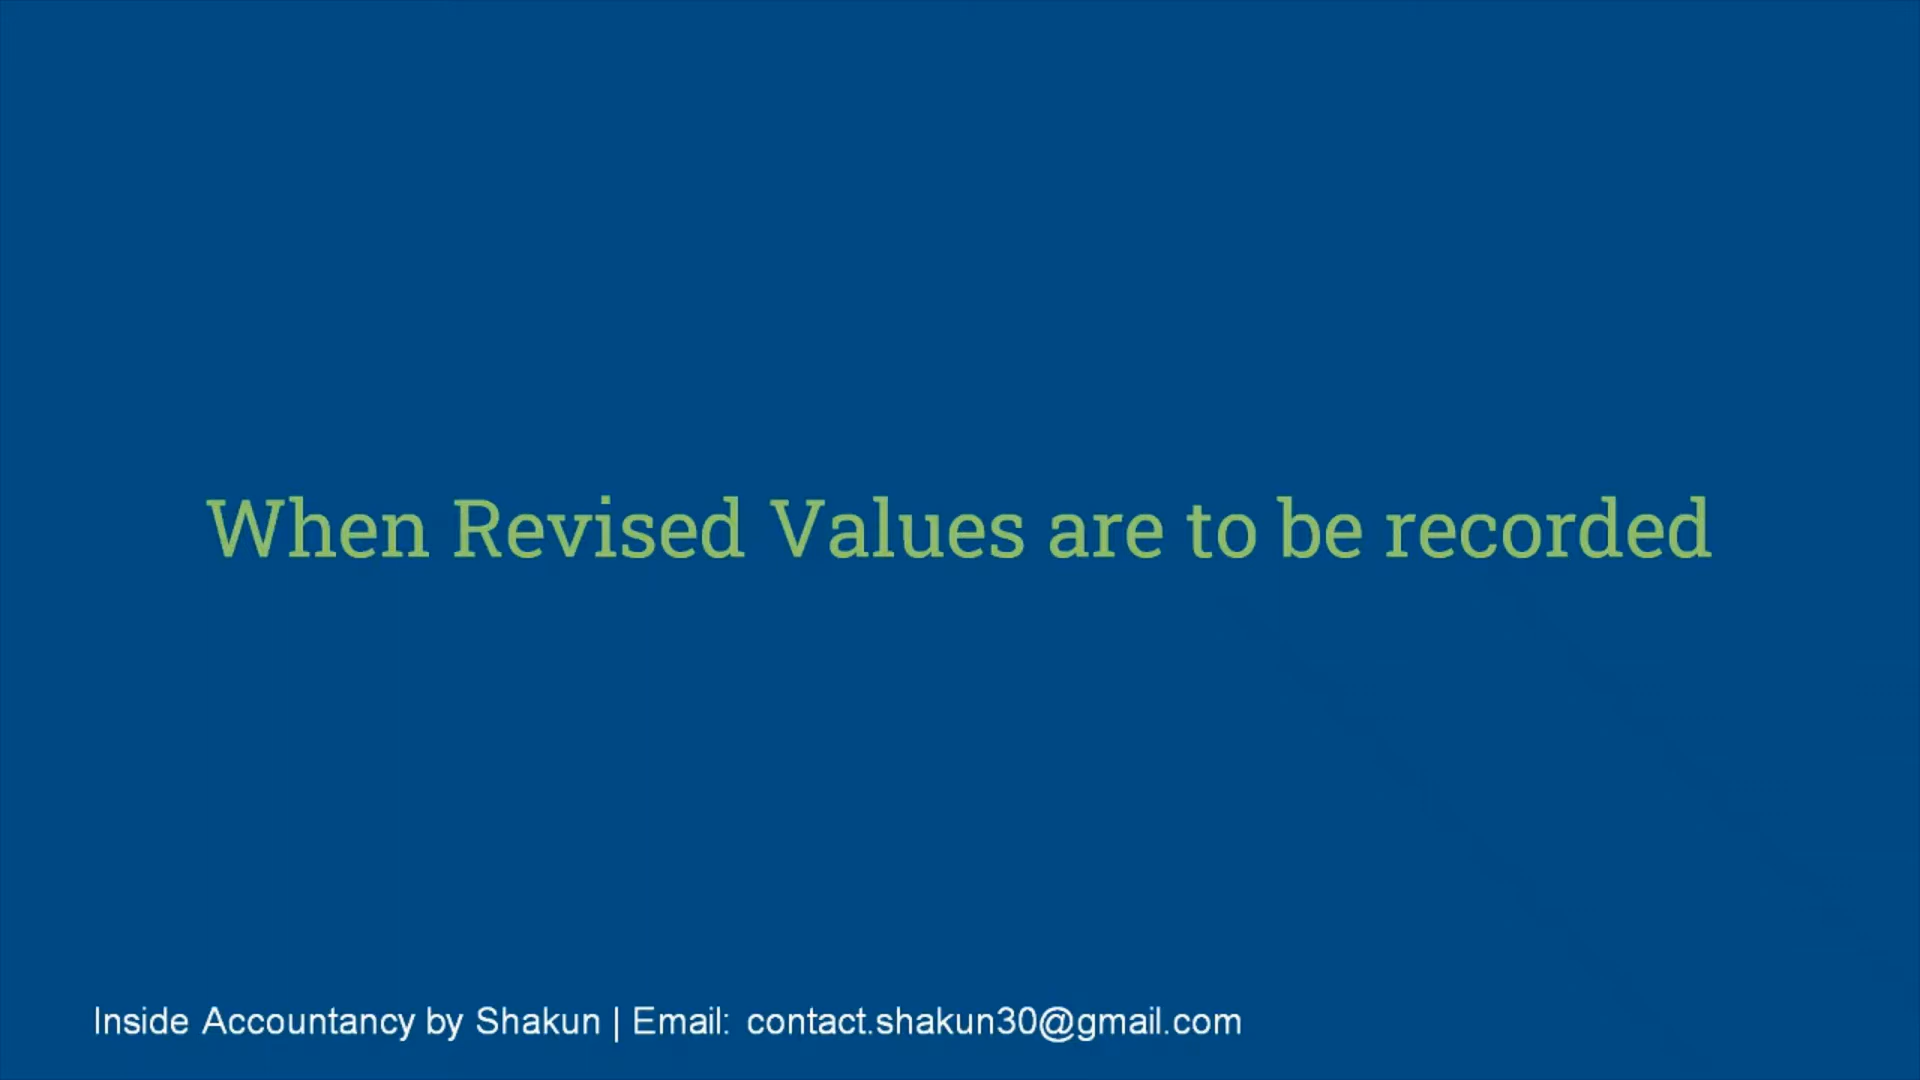 When Revised Values are to be recorded
Inside Accountancy by Shakun | Email: contact.shakun30@gmail.com